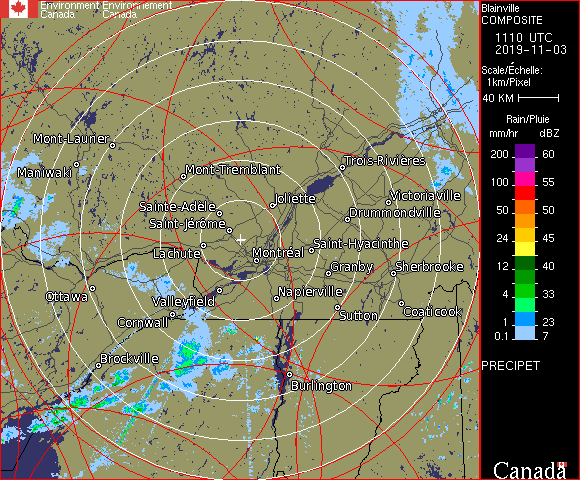 Environment Environnement
Canada Canada
Blainville
COMPOSITE
1110 UTC
2019-11-03
Scale/Échelle:
1km/Pixel
40 KM
Rain/Pluie
mm/hr dBZ
200 60
100 55
50 50
24 45
12 40
4 33
1 23
0.1 7
PRECIPET
Canada
Mont-Laurier
Maniwaki
Mont-Tremblant
Trois-Rivières
Joliette
Victoriaville
Sainte-Adèle
Drummondville
Saint-Jérôme
Saint-Hyacinthe
Lachute
Montréal
Granby
Sherbrooke
Ottawa
Valleyfield
Napierville
Coaticook
Cornwall
Sutton
Brockville
Burlington